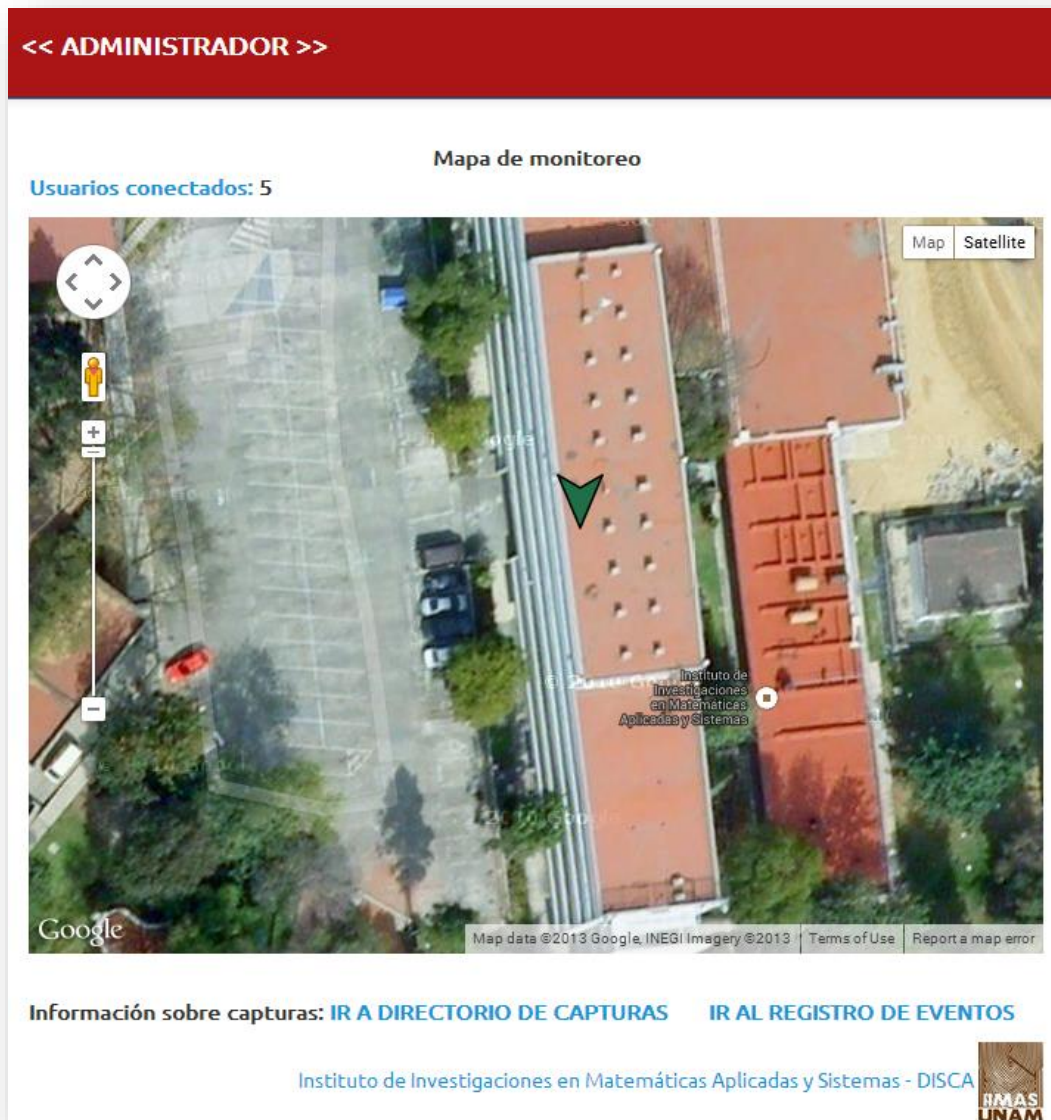 << ADMINISTRADOR >>
Mapa de monitoreo
Usuarios conectados: 5
Map
Satellite
Instituto de
Investigaciones
en Matemáticas
Aplicadas y Sistemas
Google
Map data ©2013 Google, INEGI Imagery ©2013
Terms of Use
Report a map error
Información sobre capturas: IR A DIRECTORIO DE CAPTURAS IR AL REGISTRO DE EVENTOS
Instituto de Investigaciones en Matemáticas Aplicadas y Sistemas - DISCA
IIMAS
UNAM